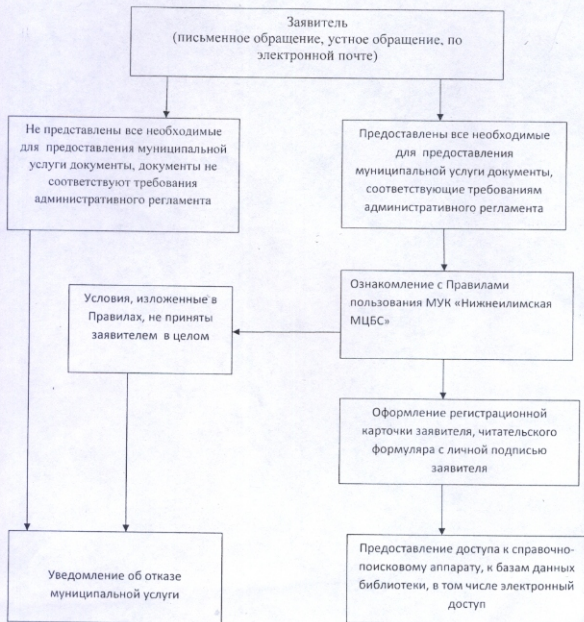 Заявитель
(письменное обращение, устное обращение, по
электронной почте)
Не представлены все необходимые
для предоставления муниципальной
услуги документы, документы не
соответствуют требования
административного регламента
Предоставлены все необходимые
для предоставления
муниципальной услуги документы,
соответствующие требованиям
административного регламента
Ознакомление с Правилами
пользования МУК «Нижнеилимская
МЦБС»
Условия, изложенные в
Правилах, не приняты
заявителем в целом
Оформление регистрационной
карточки заявителя, читательского
формуляра с личной подписью
заявителя
Уведомление об отказе
муниципальной услуги
Предоставление доступа к справочно-
поисковому аппарату, к базам данных
библиотеки, в том числе электронный
доступ